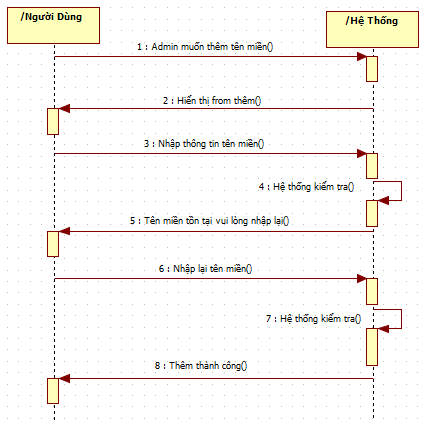 /Người Dùng
/Hệ Thống
1 : Admin muốn thêm tên miền()
2 : Hiển thị from thêm()
3 : Nhập thông tin tên miền()
4 : Hệ thống kiểm tra()
5 : Tên miền tồn tại vui lòng nhập lại()
6 : Nhập lại tên miền()
7 : Hệ thống kiểm tra()
8 : Thêm thành công()